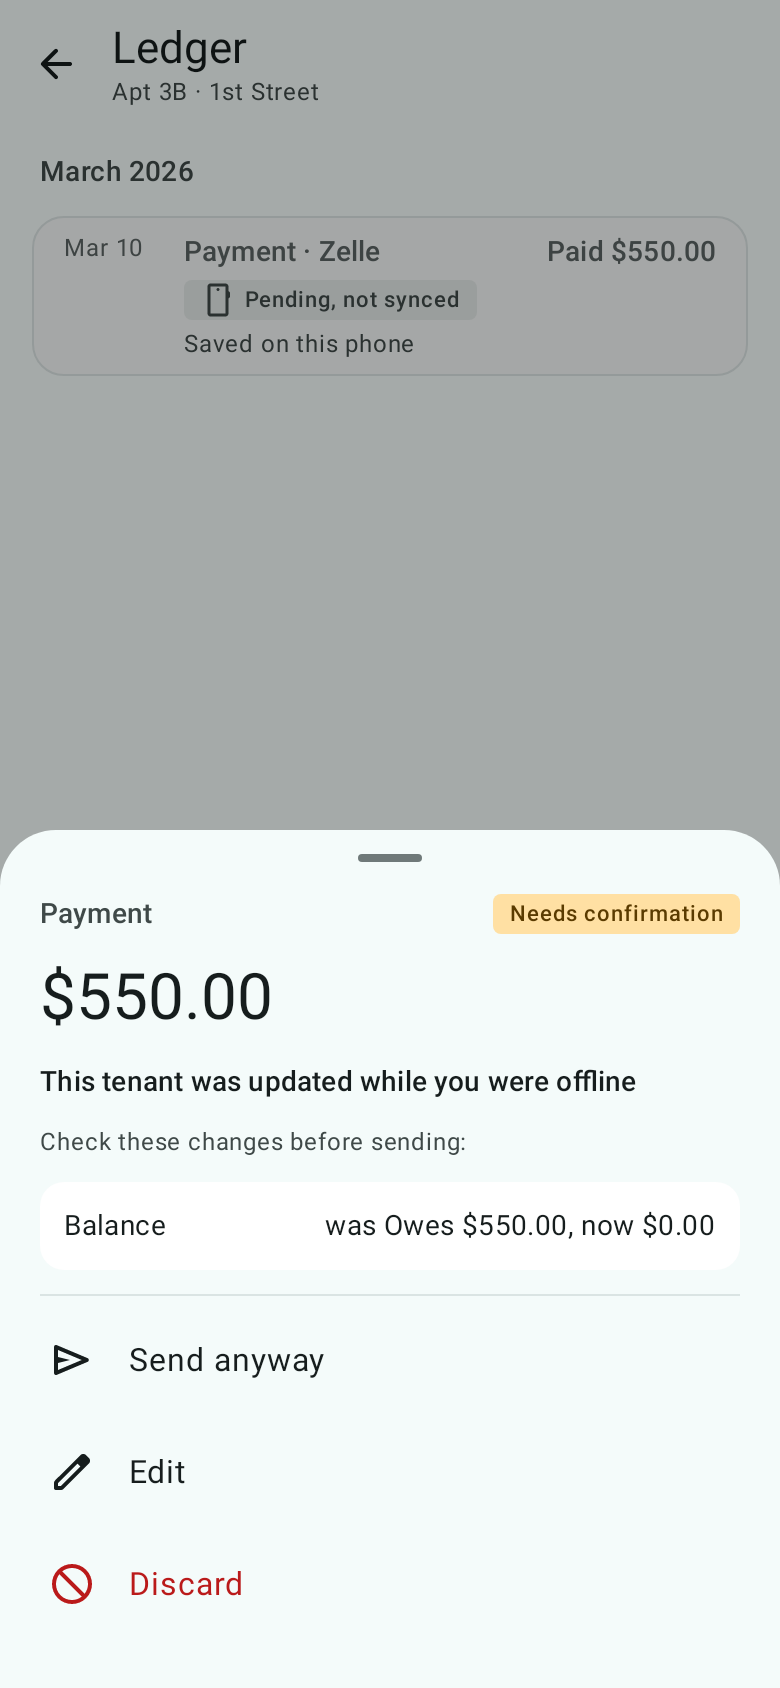 Ledger
Apt 3B · 1st Street
March 2026
Mar 10 Payment · Zelle Paid $550.00
Pending, not synced
Saved on this phone
Payment Needs confirmation
$550.00
This tenant was updated while you were offline
Check these changes before sending:
Balance was Owes $550.00, now $0.00
Send anyway
Edit
Discard